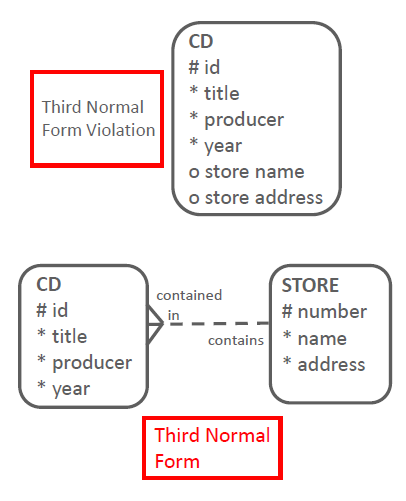 CD
# id
* title
* producer
* year
o store name
o store address
Third Normal
Form Violation
CD
# id
* title
* producer
* year
contained
in
contains
STORE
# number
* name
* address
Third Normal
Form